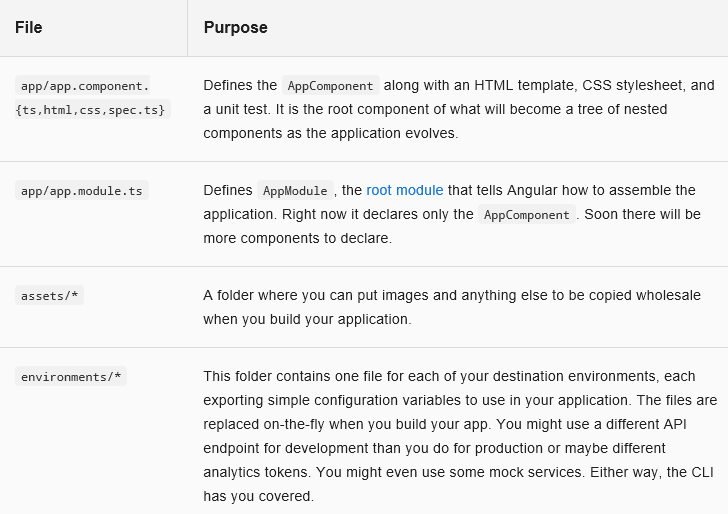 File Purpose
app/app.component. Defines the AppComponent along with an HTML template, CSS stylesheet, and
{ts,html,css,spec.ts} a unit test. It is the root component of what will become a tree of nested
components as the application evolves.
app/app.module.ts Defines AppModule , the root module that tells Angular how to assemble the
application. Right now it declares only the AppComponent . Soon there will be
more components to declare.
assets/* A folder where you can put images and anything else to be copied wholesale
when you build your application.
environments/* This folder contains one file for each of your destination environments, each
exporting simple configuration variables to use in your application. The files are
replaced on-the-fly when you build your app. You might use a different API
endpoint for development than you do for production or maybe different
analytics tokens. You might even use some mock services. Either way, the CLI
has you covered.